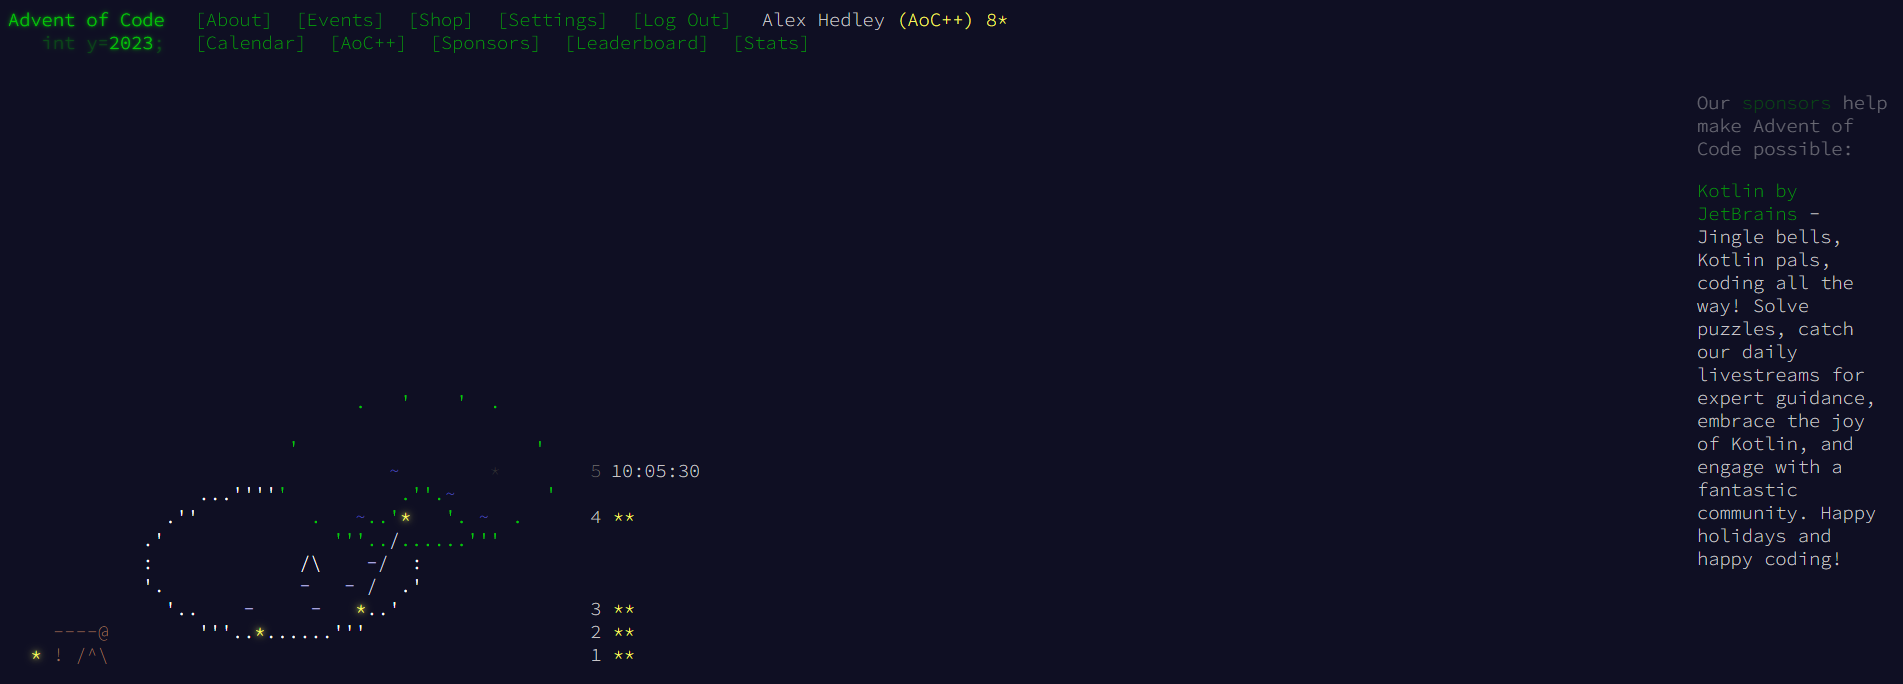 Advent of Code [About] [Events] [Shop] [Settings] [Log Out] Alex Hedley (AoC++) 8*
int y=2023; [Calendar] [AoC++] [Sponsors] [Leaderboard] [Stats]
Our sponsors help
make Advent of
Code possible:
Kotlin by
JetBrains -
Jingle bells,
Kotlin pals,
coding all the
way! Solve
puzzles, catch
our daily
livestreams for
expert guidance,
embrace the joy
of Kotlin, and
engage with a
fantastic
community. Happy
holidays and
happy coding!
5 10:05:30
4 **
3 **
2 **
1 **